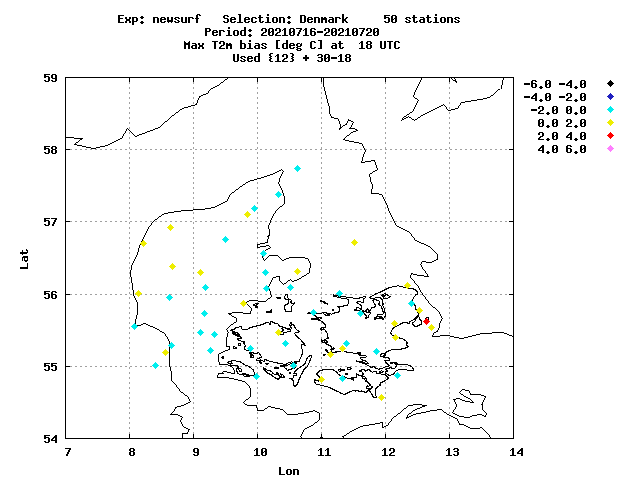 Exp: newsurf Selection: Denmark 50 stations
Period: 20210716-20210720
Max T2m bias [deg C] at 18 UTC
Used {12} + 30-18
-6.0 -4.0
-4.0 -2.0
-2.0 0.0
0.0 2.0
2.0 4.0
4.0 6.0
59
58
57
56
55
54
Lat
7 8 9 10 11 12 13 14
Lon